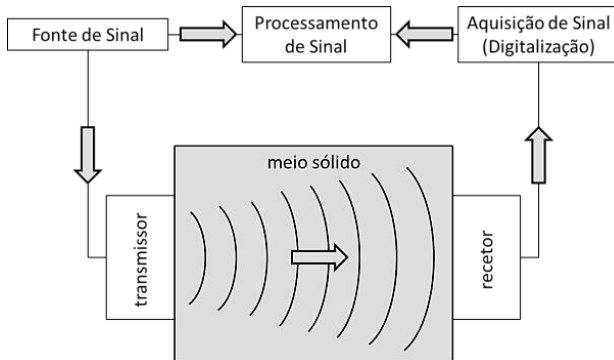 Fonte de Sinal
Processamento
de Sinal
Aquisição de Sinal
(Digitalização)
meio sólido
transmissor
recetor